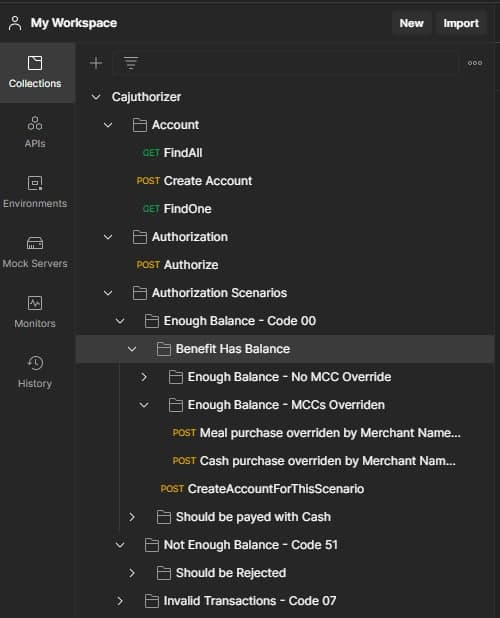 My Workspace
New
Import
Collections
APIs
Environments
Mock Servers
Monitors
History
Cajuthorizer
Account
GET FindAll
POST Create Account
GET FindOne
Authorization
POST Authorize
Authorization Scenarios
Enough Balance - Code 00
Benefit Has Balance
Enough Balance - No MCC Override
Enough Balance - MCCs Overriden
POST Meal purchase overriden by Merchant Name...
POST Cash purchase overriden by Merchant Nam...
POST CreateAccountForThisScenario
Should be payed with Cash
Not Enough Balance - Code 51
Should be Rejected
Invalid Transactions - Code 07